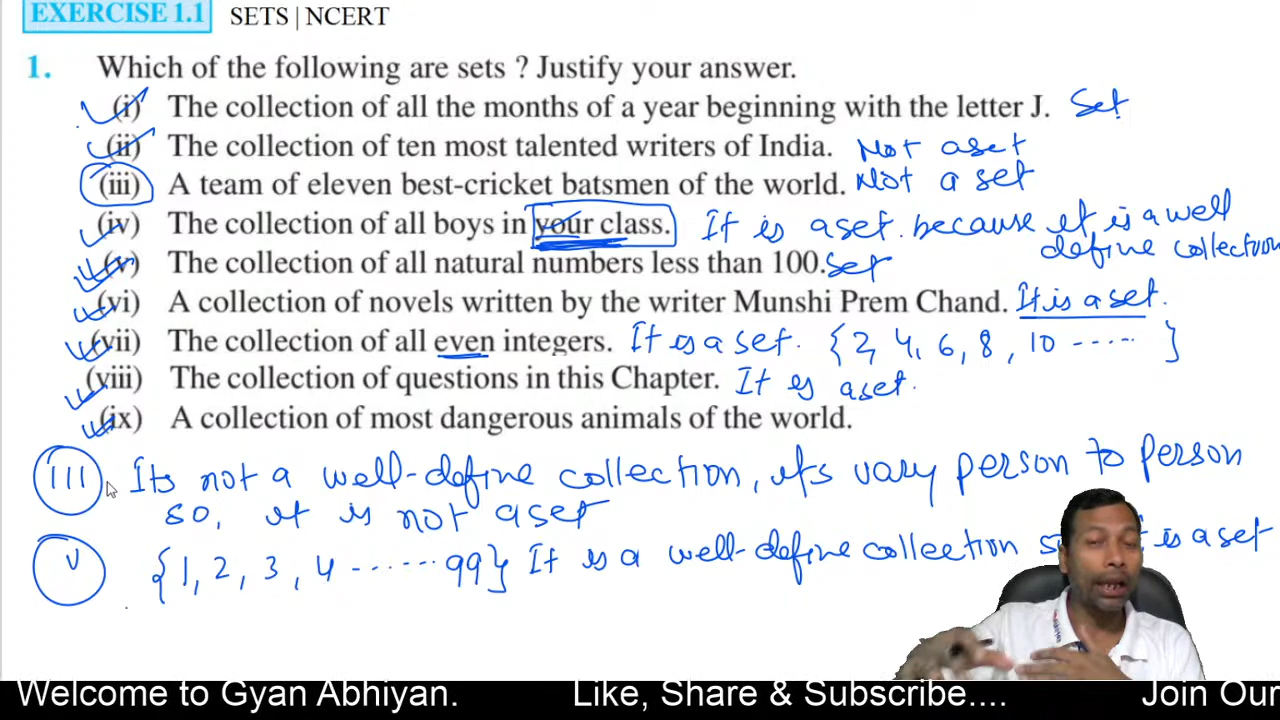 EXERCISE 1.1 SETS | NCERT
1. Which of the following are sets ? Justify your answer.
(i) The collection of all the months of a year beginning with the letter J. Set
(ii) The collection of ten most talented writers of India. Not a set
(iii) A team of eleven best-cricket batsmen of the world. Not a set
(iv) The collection of all boys in your class. It is a set. because it is a well
define collection
(v) The collection of all natural numbers less than 100. Set
(vi) A collection of novels written by the writer Munshi Prem Chand. It is a set.
(vii) The collection of all even integers. It is a set. {2, 4, 6, 8, 10 ----- }
(viii) The collection of questions in this Chapter. It is a set.
(ix) A collection of most dangerous animals of the world.
III Its not a well-define collection, it's vary person to person
so, it is not a set
V {1, 2, 3, 4 ...... 99} It is a well-define collection is a set
Welcome to Gyan Abhiyan. Like, Share & Subscribe.... Join Our